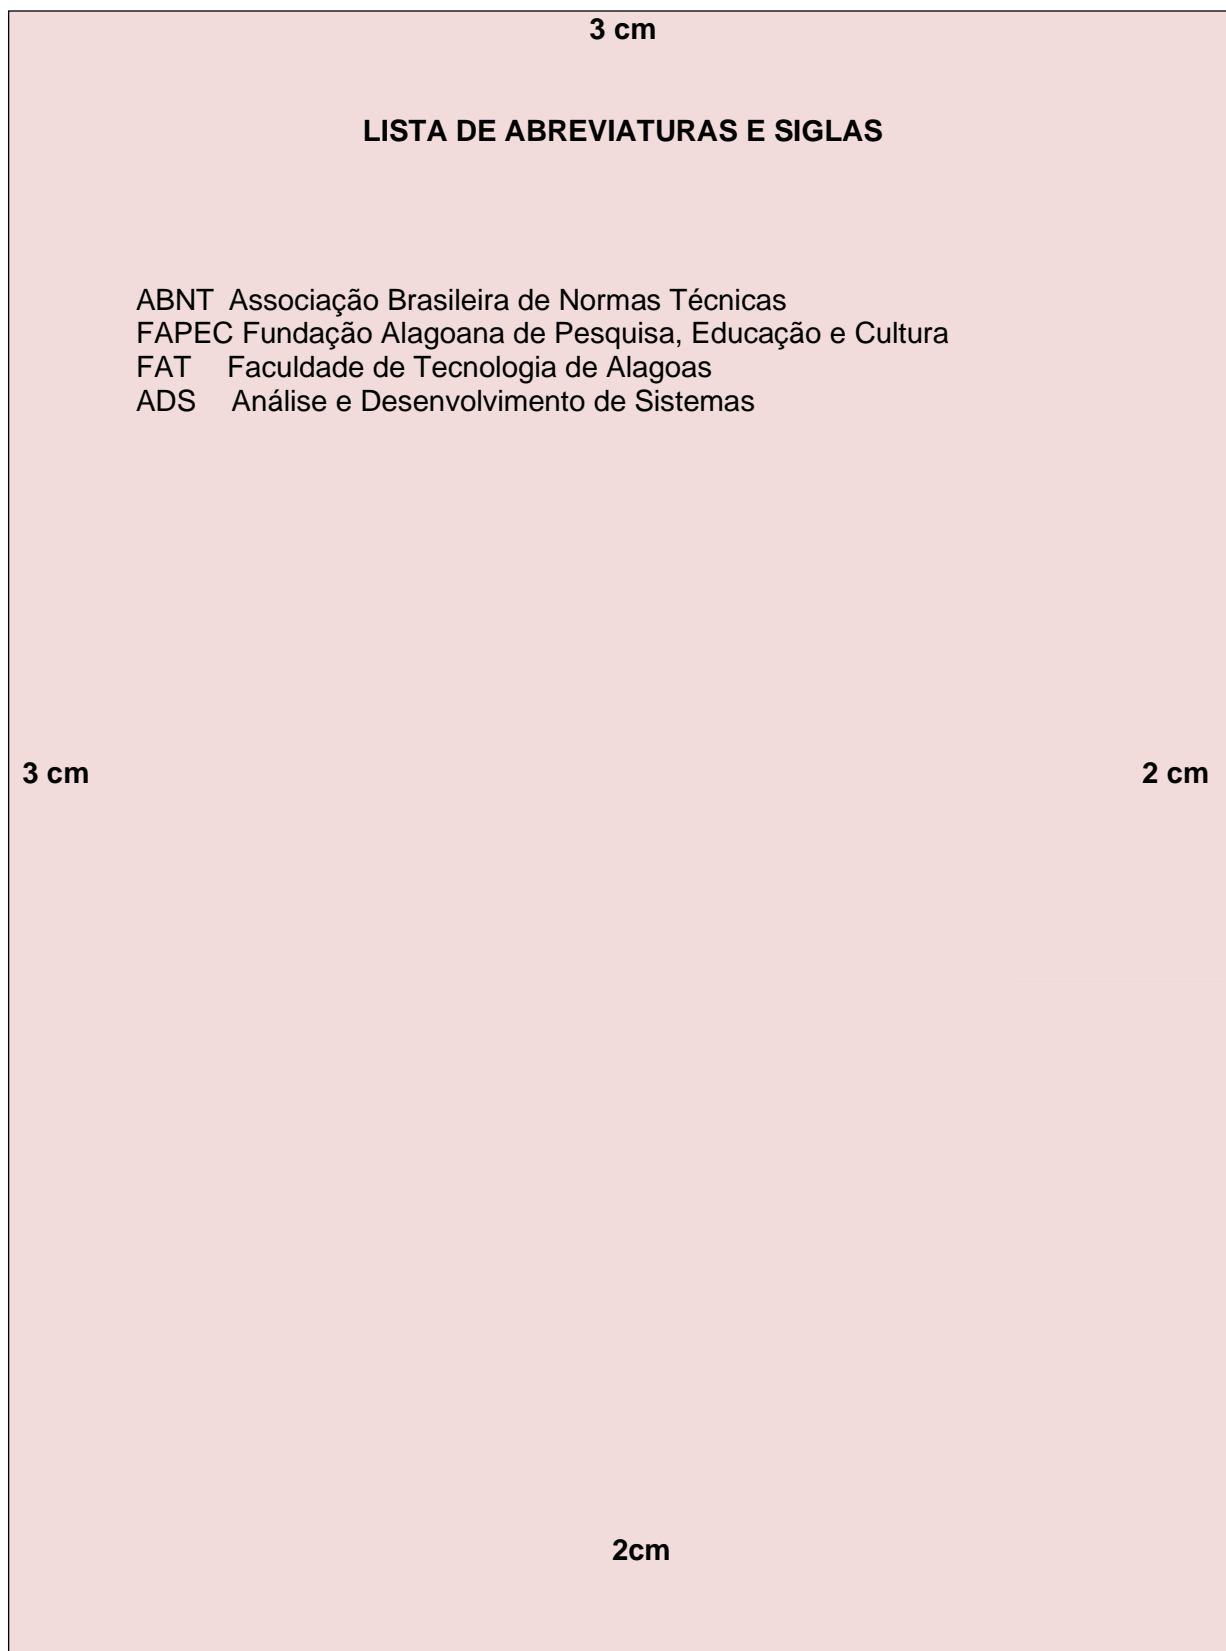 3 cm
LISTA DE ABREVIATURAS E SIGLAS
ABNT  Associação Brasileira de Normas Técnicas
FAPEC Fundação Alagoana de Pesquisa, Educação e Cultura
FAT    Faculdade de Tecnologia de Alagoas
ADS    Análise e Desenvolvimento de Sistemas
3 cm
2 cm
2cm